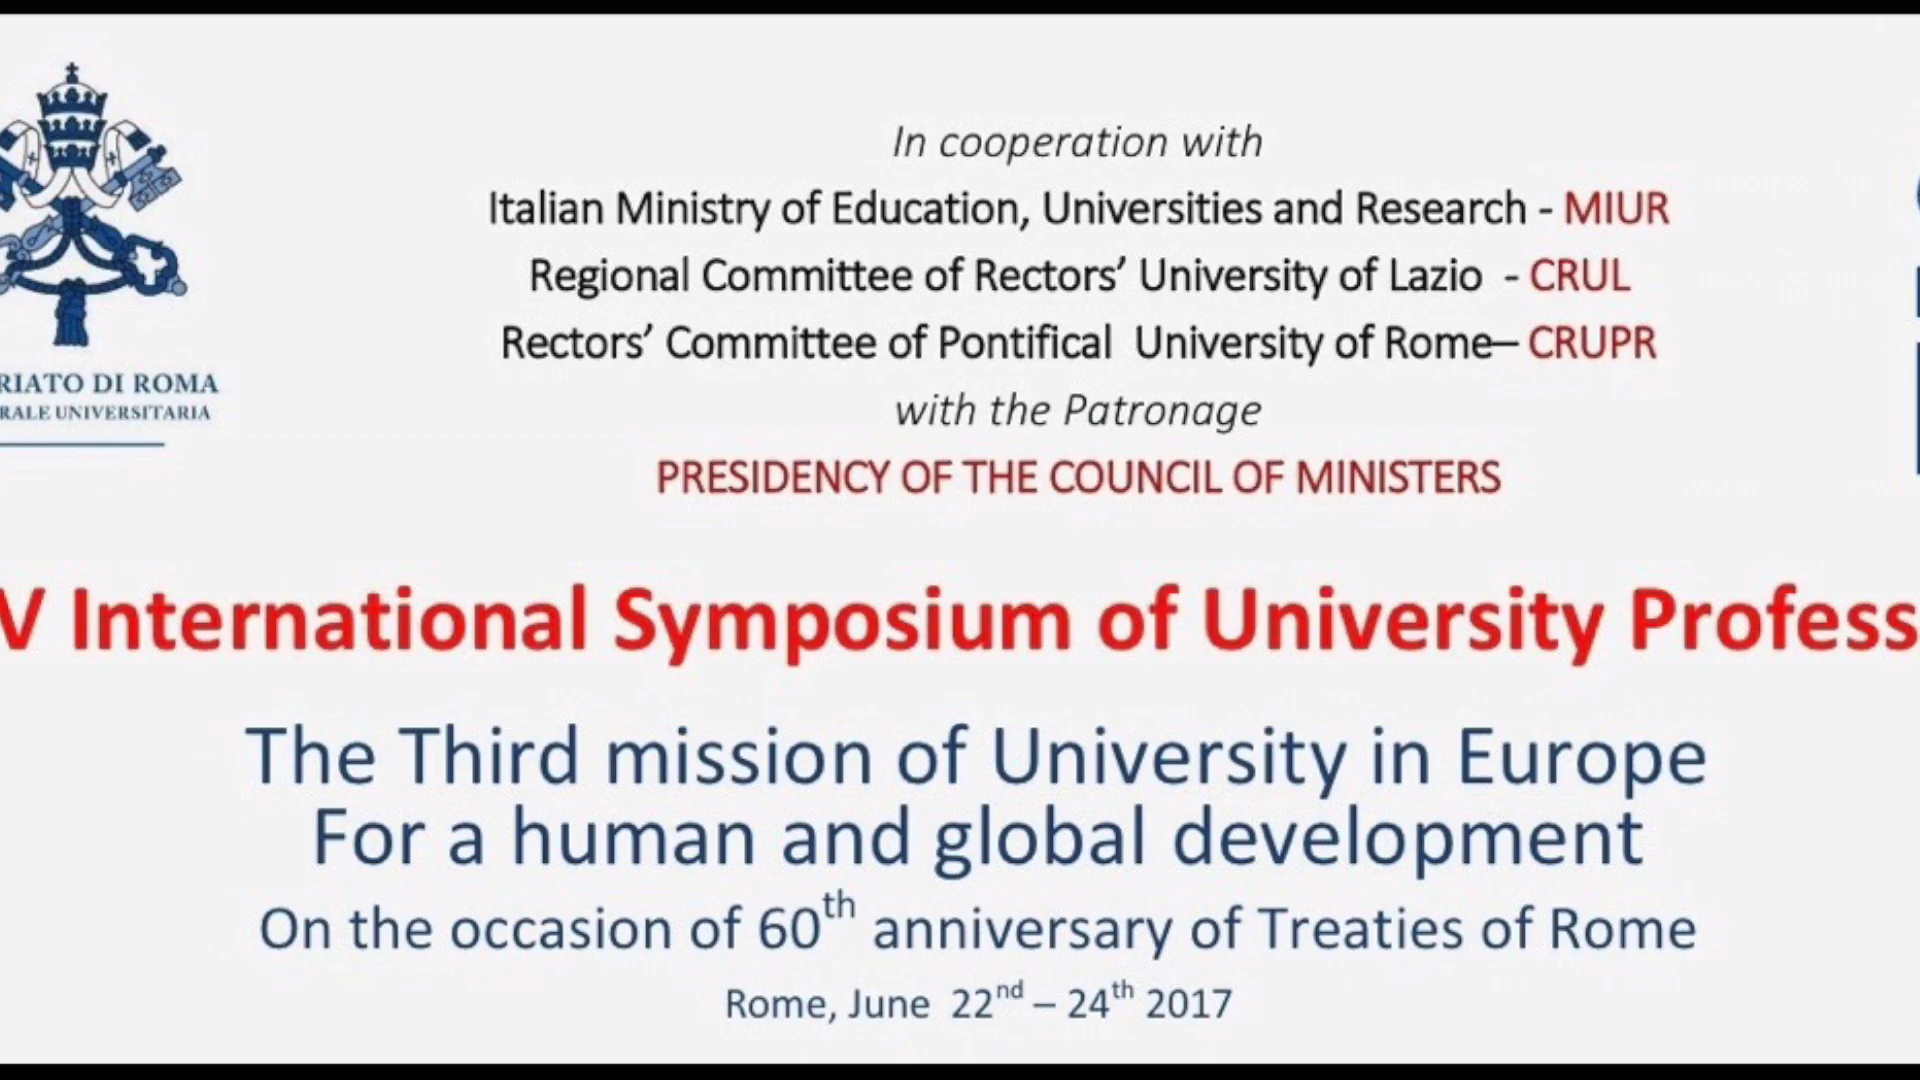 In cooperation with
Italian Ministry of Education, Universities and Research - MIUR
Regional Committee of Rectors’ University of Lazio - CRUL
Rectors’ Committee of Pontifical University of Rome– CRUPR
with the Patronage
PRESIDENCY OF THE COUNCIL OF MINISTERS
RIATO DI ROMA
RALE UNIVERSITARIA
V International Symposium of University Profess
The Third mission of University in Europe
For a human and global development
On the occasion of 60th anniversary of Treaties of Rome
Rome, June 22nd – 24th 2017